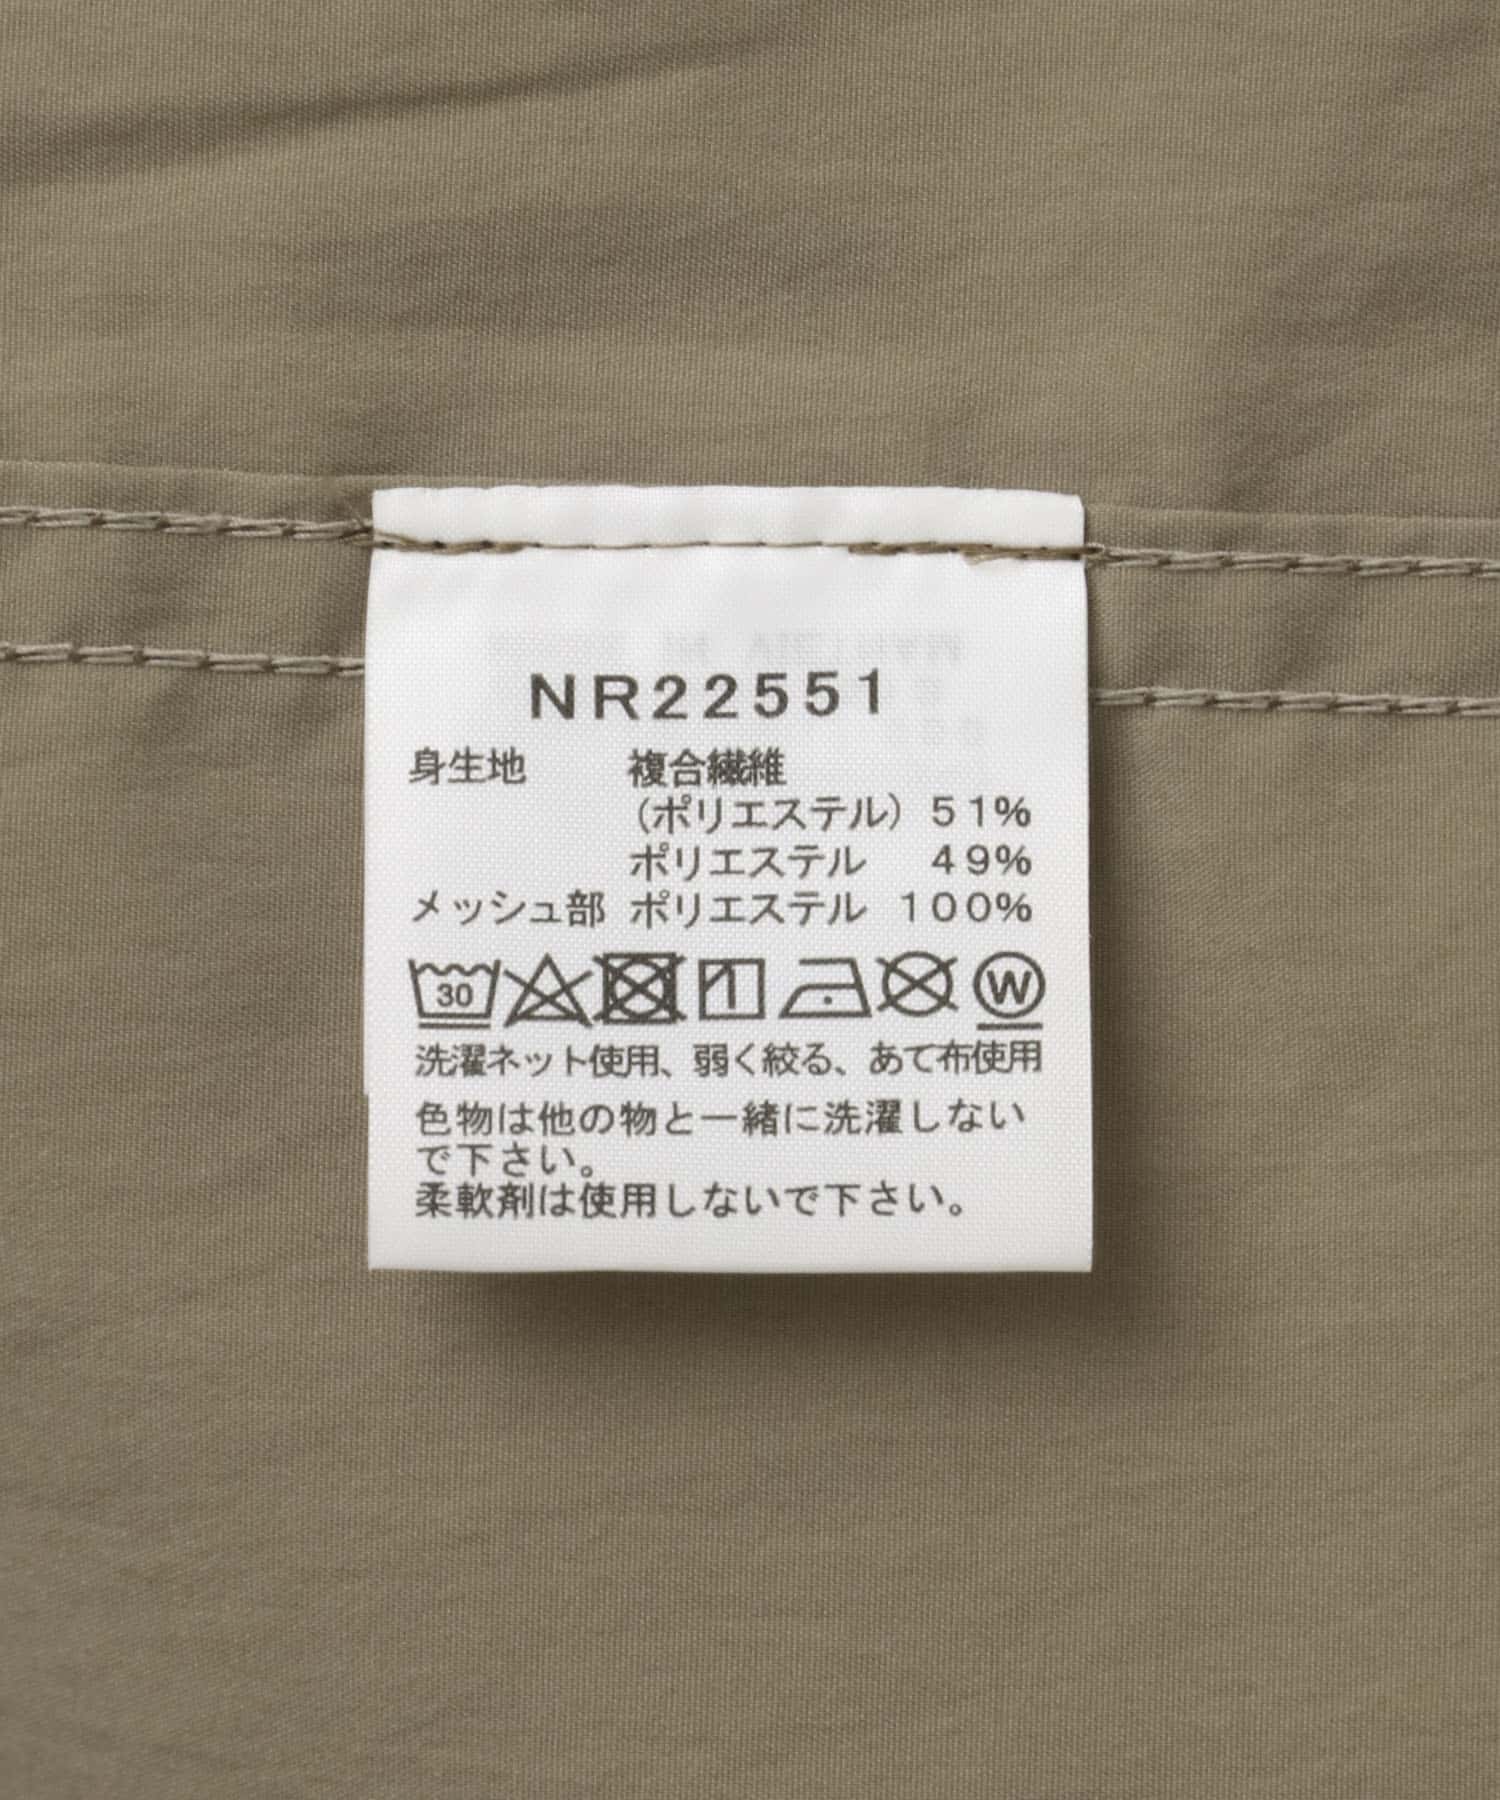 NR22551
身生地 複合繊維
(ポリエステル) 51%
ポリエステル 49%
メッシュ部 ポリエステル 100%
30 W
洗濯ネット使用、弱く絞る、あて布使用
色物は他の物と一緒に洗濯しない
で下さい。
柔軟剤は使用しないで下さい。